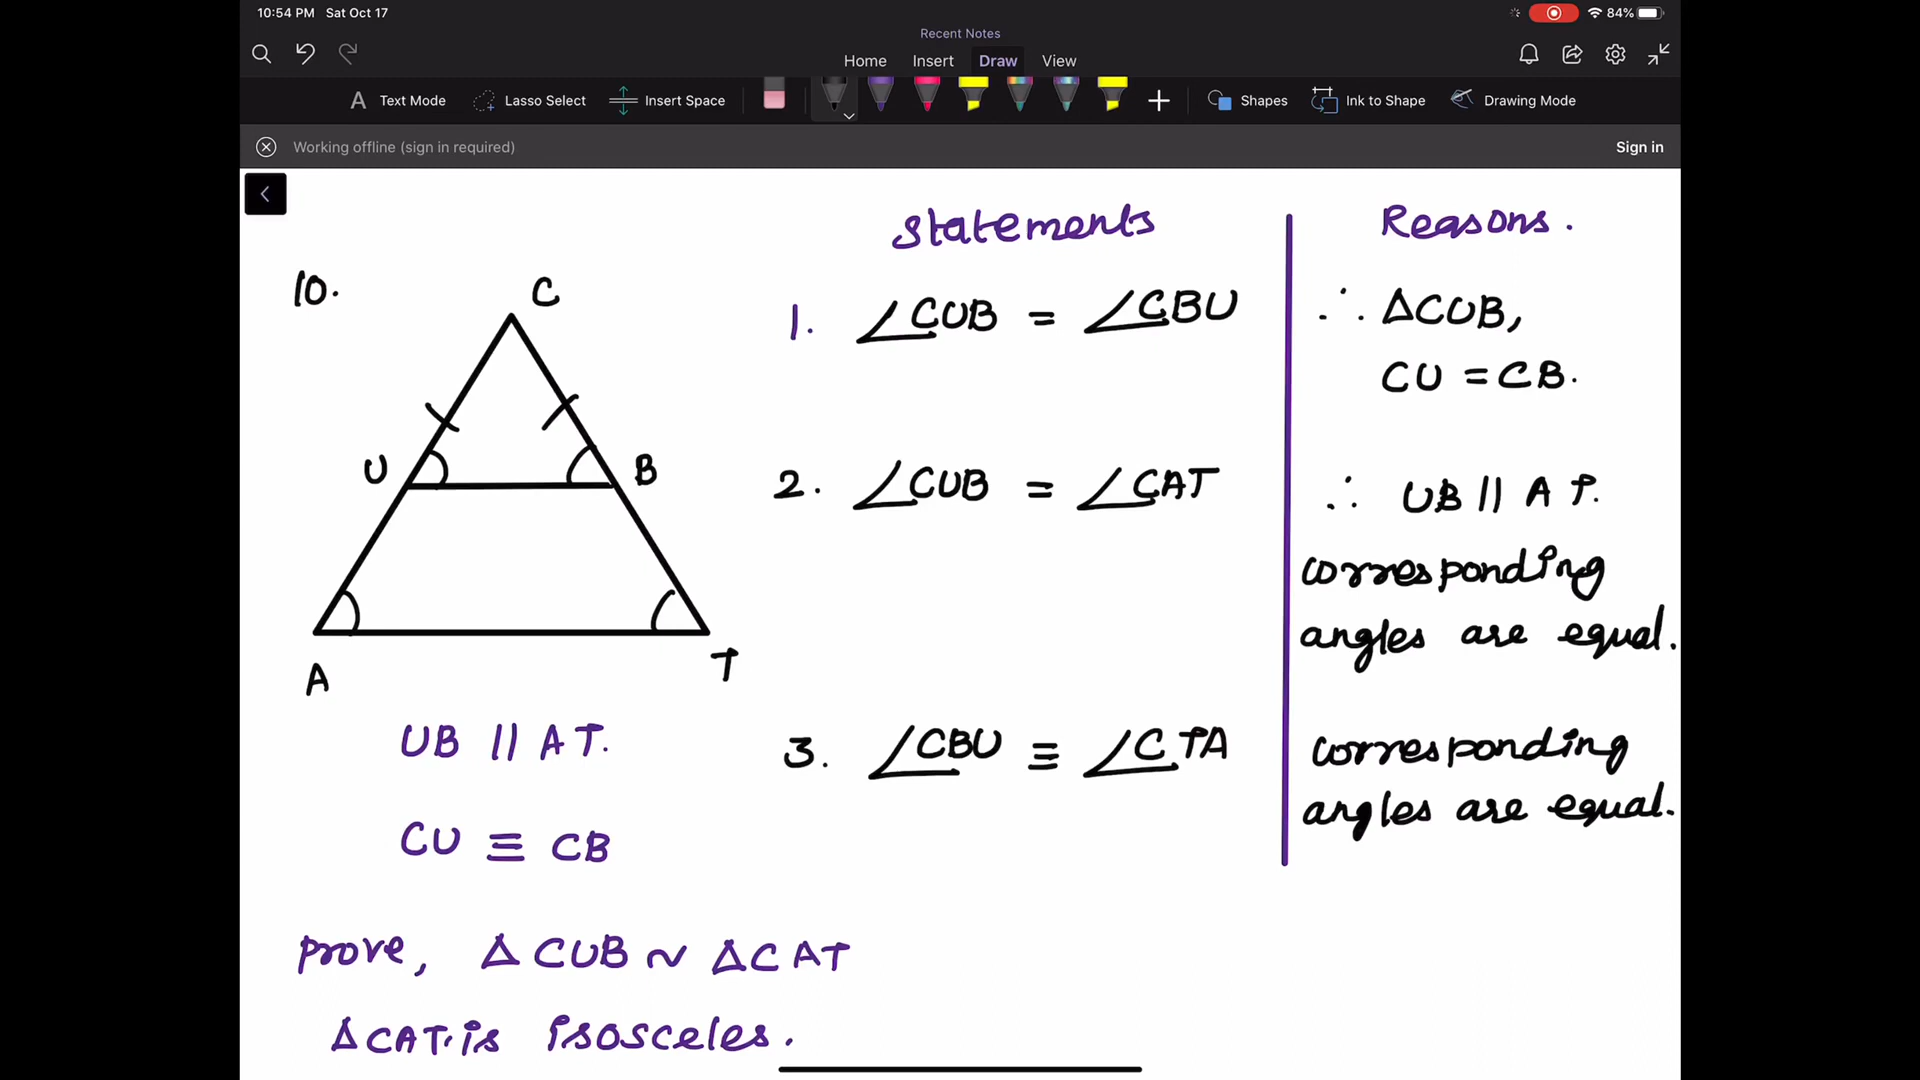 10:54 PM Sat Oct 17
84%
Recent Notes
Home Insert Draw View
A Text Mode Lasso Select Insert Space Shapes Ink to Shape Drawing Mode
Working offline (sign in required) Sign in
Statements Reasons.
10.
C
1. ∠CUB = ∠CBU ∴ ΔCUB,
CU = CB.
U B
2. ∠CUB = ∠CAT ∴ UB || AT.
corresponding
angles are equal.
A T
UB || AT.
3. ∠CBU ≡ ∠CTA corresponding
angles are equal.
CU ≡ CB
prove, Δ CUB ~ ΔCAT
ΔCAT is isosceles.